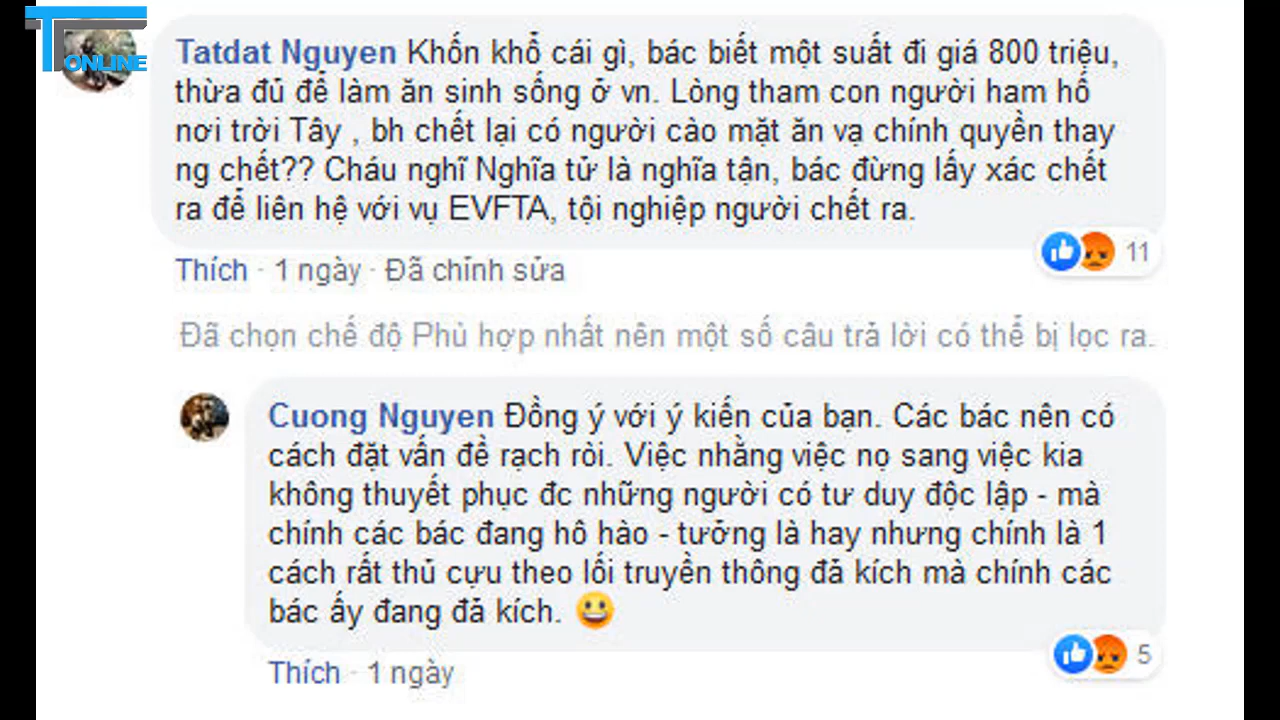 TT ONLINE
Tatdat Nguyen Khốn khổ cái gì, bác biết một suất đi giá 800 triệu,
thừa đủ để làm ăn sinh sống ở vn. Lòng tham con người ham hố
nơi trời Tây , bh chết lại có người cào mặt ăn vạ chính quyền thay
ng chết?? Cháu nghĩ Nghĩa tử là nghĩa tận, bác đừng lấy xác chết
ra để liên hệ với vụ EVFTA, tội nghiệp người chết ra.
11
Thích · 1 ngày · Đã chỉnh sửa
Đã chọn chế độ Phù hợp nhất nên một số câu trả lời có thể bị lọc ra.
Cuong Nguyen Đồng ý với ý kiến của bạn. Các bác nên có
cách đặt vấn đề rạch ròi. Việc nhằng việc nọ sang việc kia
không thuyết phục đc những người có tư duy độc lập - mà
chính các bác đang hô hào - tưởng là hay nhưng chính là 1
cách rất thủ cựu theo lối truyền thông đả kích mà chính các
bác ấy đang đả kích. 😀
5
Thích · 1 ngày